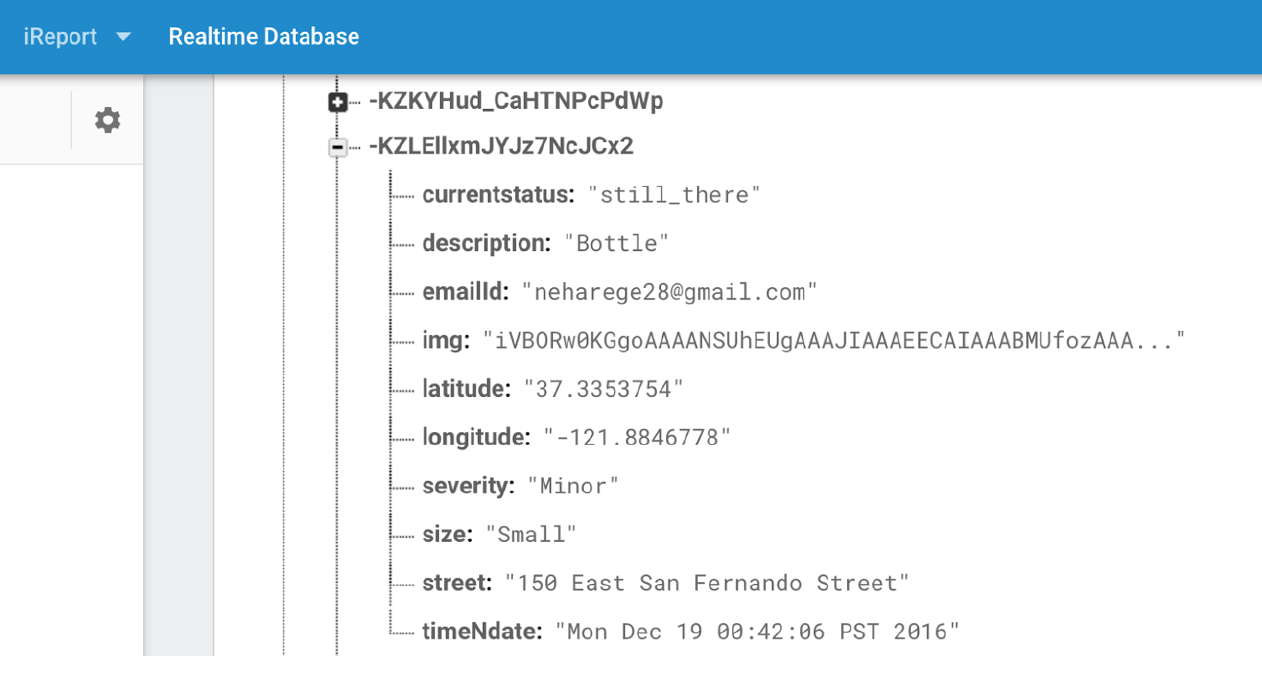 iReport Realtime Database
-KZKYHud_CaHTNPcPdWp
-KZLEllxmJYJz7NcJCx2
currentstatus: "still_there"
description: "Bottle"
emailId: "neharege28@gmail.com"
img: "iVBORw0KGgoAAAANSUhEUgAAAJIAAAEECAIAAABMUfozAAA..."
latitude: "37.3353754"
longitude: "-121.8846778"
severity: "Minor"
size: "Small"
street: "150 East San Fernando Street"
timeNdate: "Mon Dec 19 00:42:06 PST 2016"